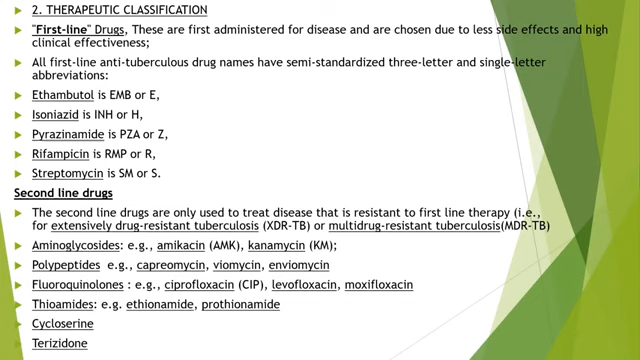 2. THERAPEUTIC CLASSIFICATION
"First-line" Drugs, These are first administered for disease and are chosen due to less side effects and high
clinical effectiveness;
All first-line anti-tuberculous drug names have semi-standardized three-letter and single-letter
abbreviations:
Ethambutol is EMB or E,
Isoniazid is INH or H,
Pyrazinamide is PZA or Z,
Rifampicin is RMP or R,
Streptomycin is SM or S.
Second line drugs
The second line drugs are only used to treat disease that is resistant to first line therapy (i.e.,
for extensively drug-resistant tuberculosis (XDR-TB) or multidrug-resistant tuberculosis(MDR-TB)
Aminoglycosides: e.g., amikacin (AMK), kanamycin (KM);
Polypeptides e.g., capreomycin, viomycin, enviomycin
Fluoroquinolones : e.g., ciprofloxacin (CIP), levofloxacin, moxifloxacin
Thioamides: e.g. ethionamide, prothionamide
Cycloserine
Terizidone